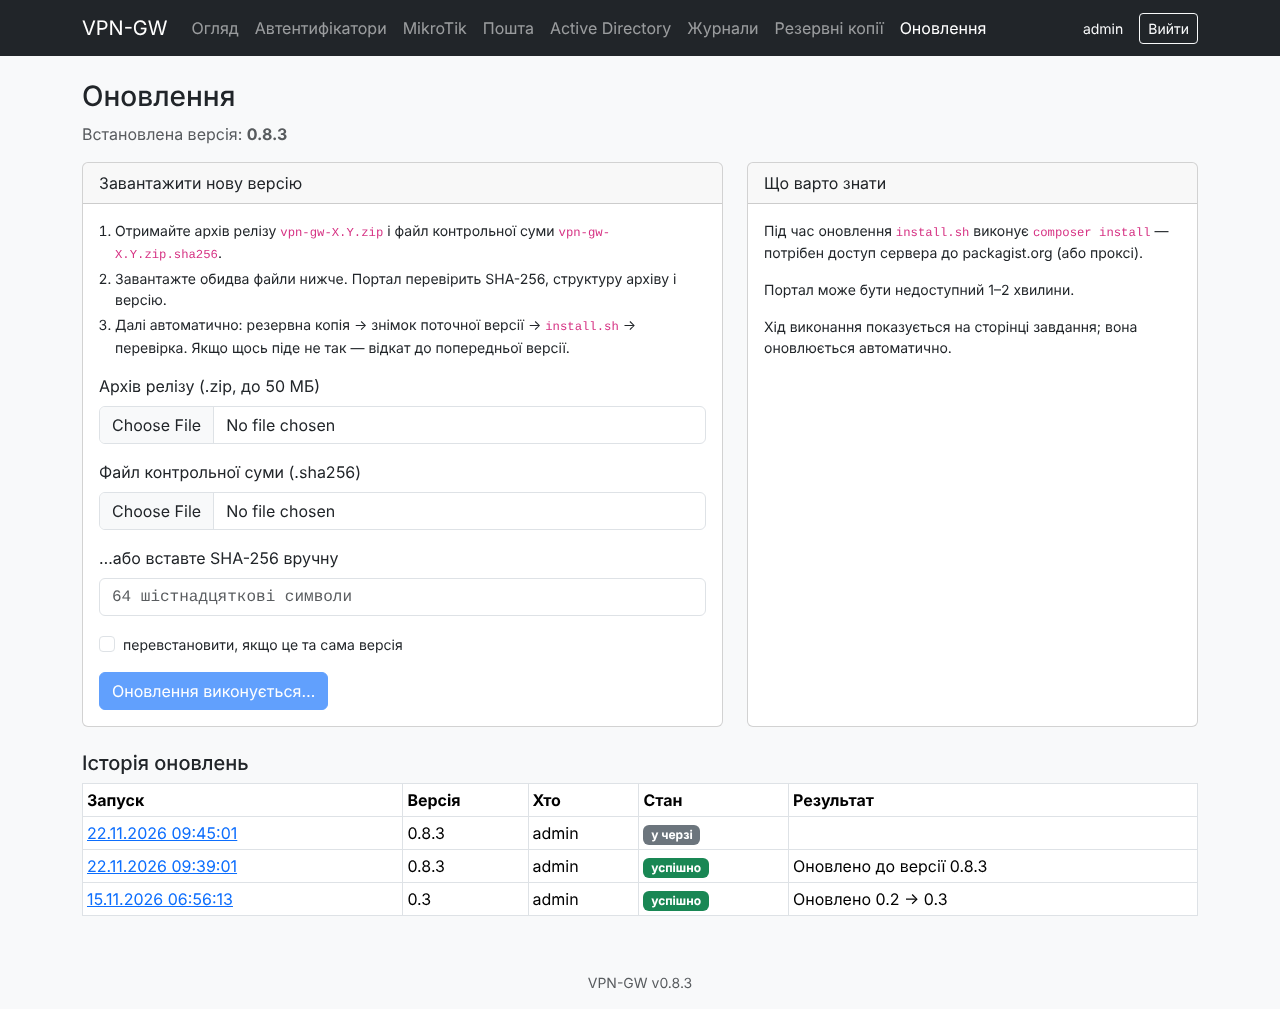 VPN-GW Огляд Автентифікатори MikroTik Пошта Active Directory Журнали Резервні копії Оновлення admin Вийти
Оновлення
Встановлена версія: 0.8.3
Завантажити нову версію
1. Отримайте архів релізу vpn-gw-X.Y.zip і файл контрольної суми vpn-gw-
X.Y.zip.sha256.
2. Завантажте обидва файли нижче. Портал перевірить SHA-256, структуру архіву і
версію.
3. Далі автоматично: резервна копія → знімок поточної версії → install.sh →
перевірка. Якщо щось піде не так — відкат до попередньої версії.
Архів релізу (.zip, до 50 МБ)
Choose File No file chosen
Файл контрольної суми (.sha256)
Choose File No file chosen
...або вставте SHA-256 вручну
64 шістнадцяткові символи
перевстановити, якщо це та сама версія
Оновлення виконується...
Що варто знати
Під час оновлення install.sh виконує composer install —
потрібен доступ сервера до packagist.org (або проксі).
Портал може бути недоступний 1–2 хвилини.
Хід виконання показується на сторінці завдання; вона
оновлюється автоматично.
Історія оновлень
Запуск Версія Хто Стан Результат
22.11.2026 09:45:01 0.8.3 admin у черзі
22.11.2026 09:39:01 0.8.3 admin успішно Оновлено до версії 0.8.3
15.11.2026 06:56:13 0.3 admin успішно Оновлено 0.2 → 0.3
VPN-GW v0.8.3